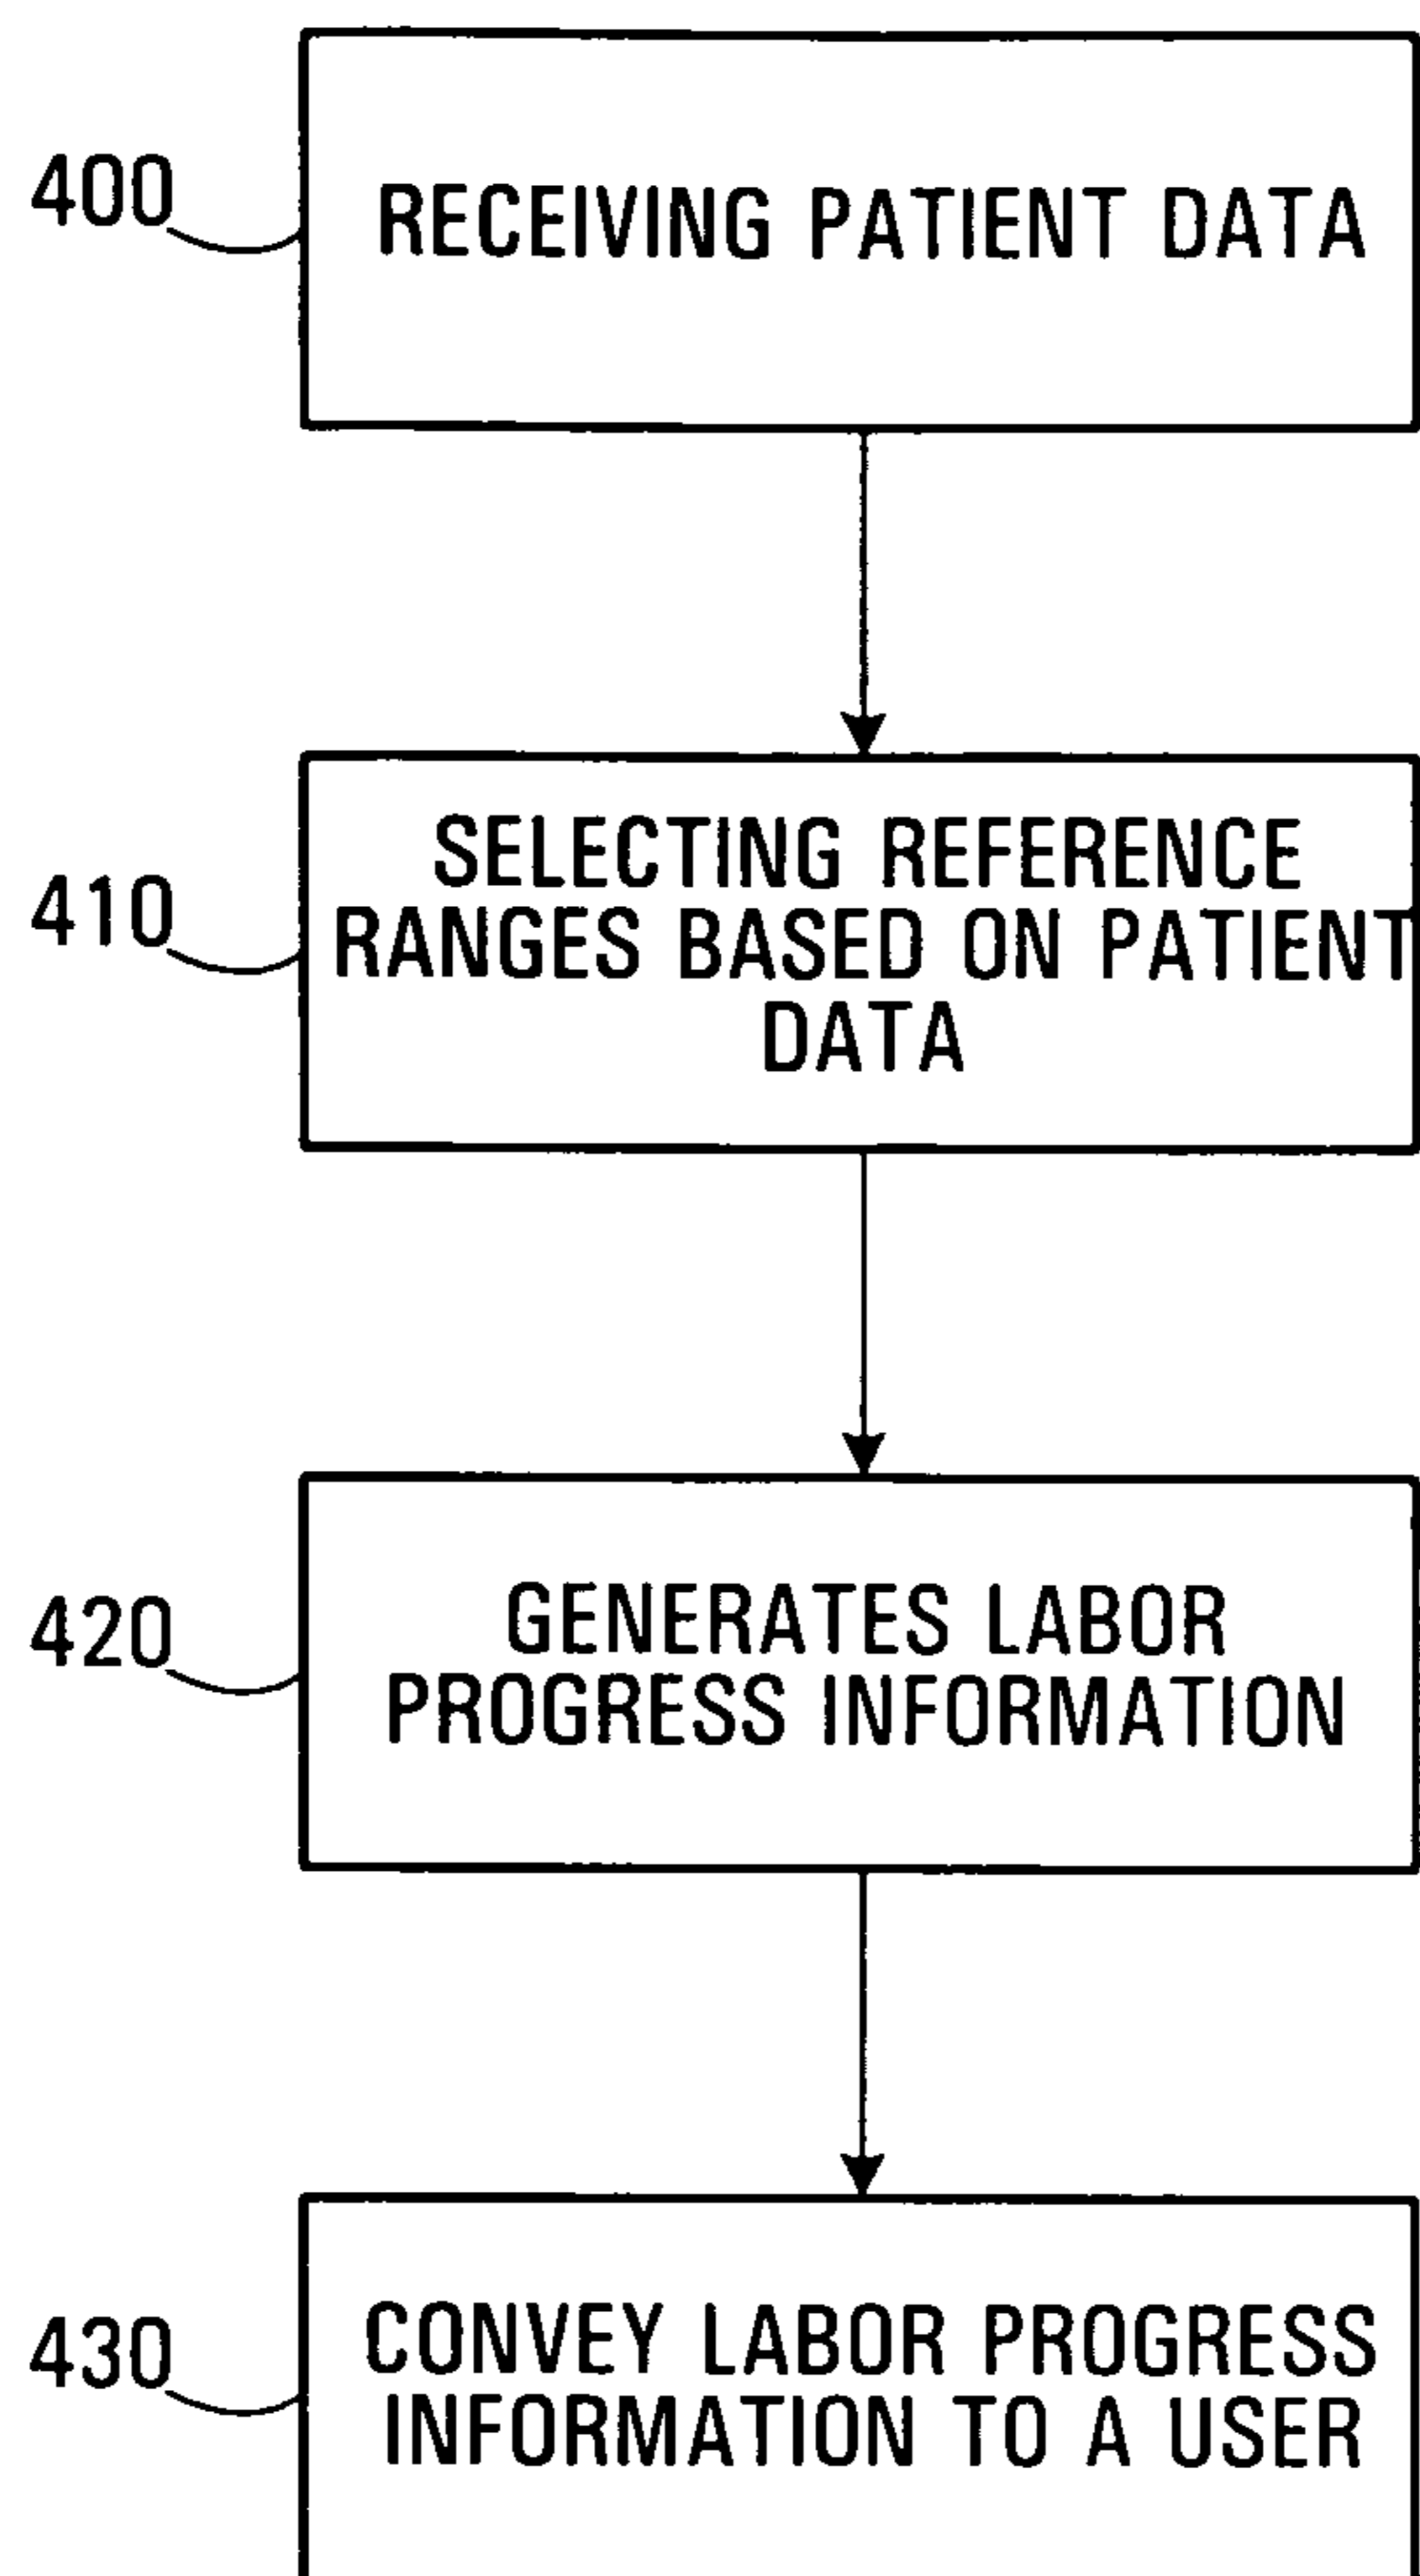 400
RECEIVING PATIENT DATA
410
SELECTING REFERENCE
RANGES BASED ON PATIENT
DATA
420
GENERATES LABOR
PROGRESS INFORMATION
430
CONVEY LABOR PROGRESS
INFORMATION TO A USER